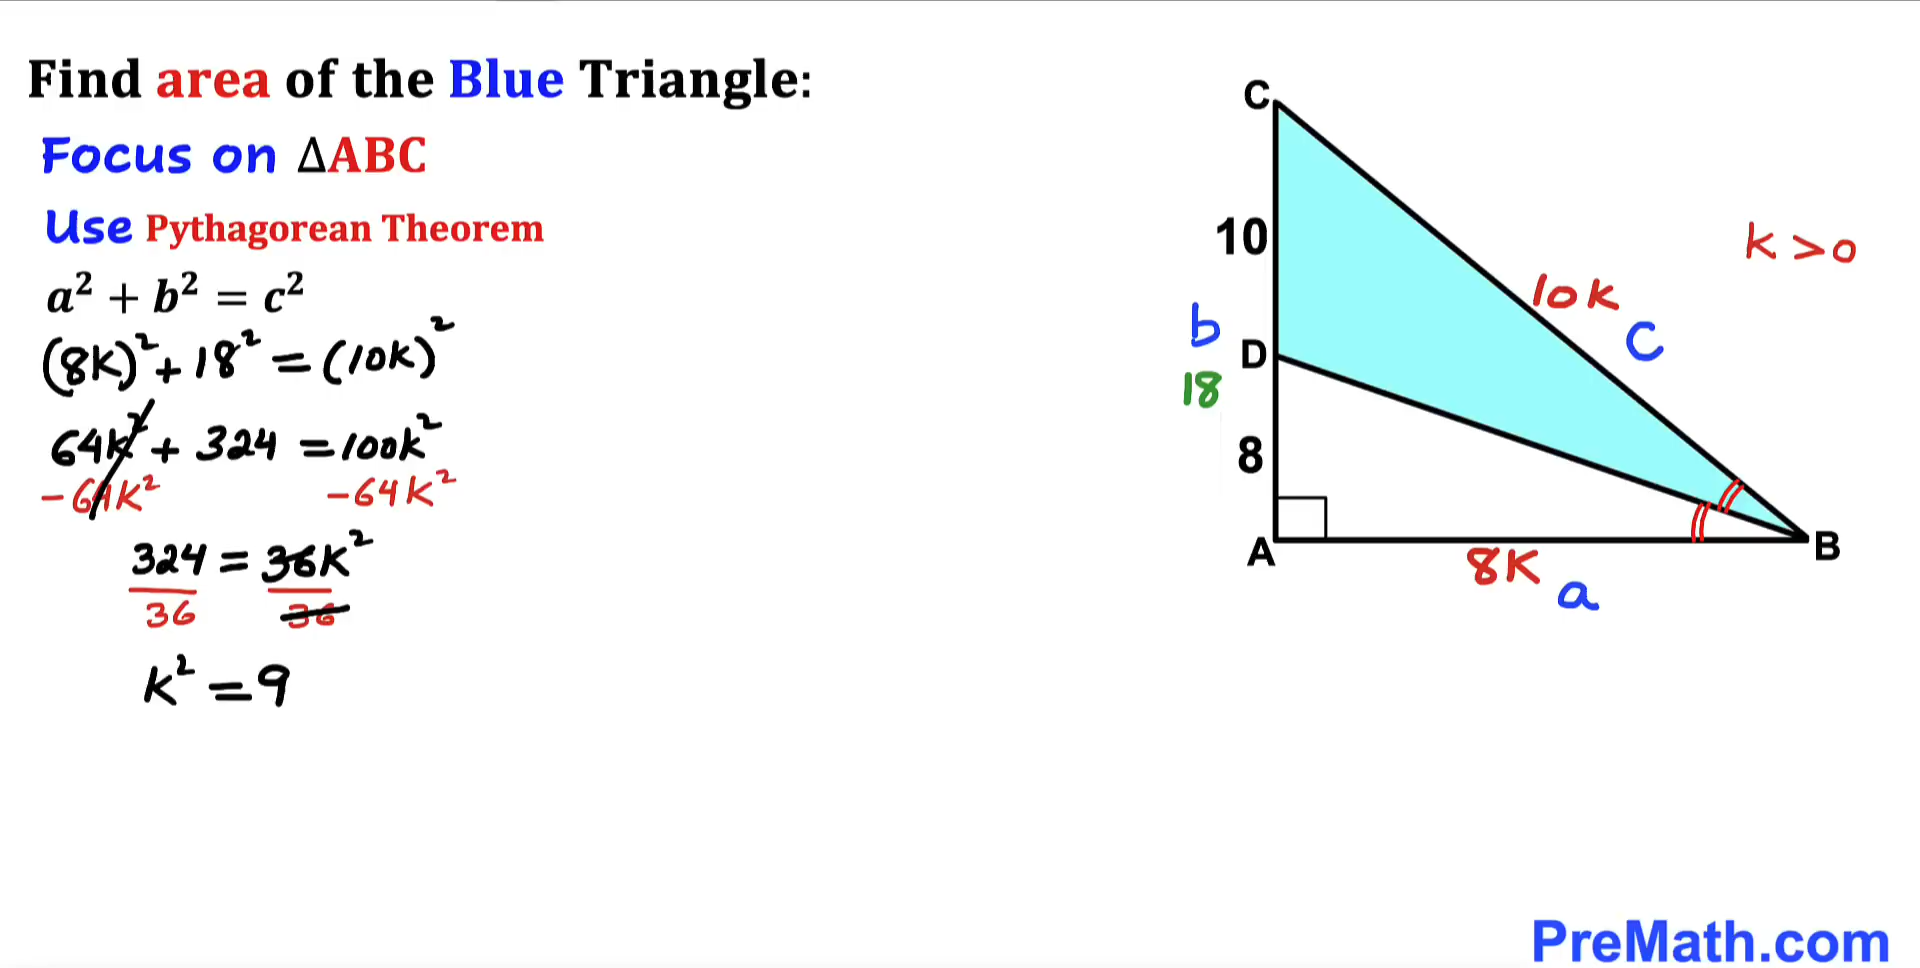 Find area of the Blue Triangle:
Focus on ΔABC
Use Pythagorean Theorem
a² + b² = c²
(8k)² + 18² = (10k)²
64k² + 324 = 100k²
-64k² -64k²
324 = 36k²
36 36
k² = 9
C
10
k > 0
10k
b
c
D
18
8
A
B
8k
a
PreMath.com